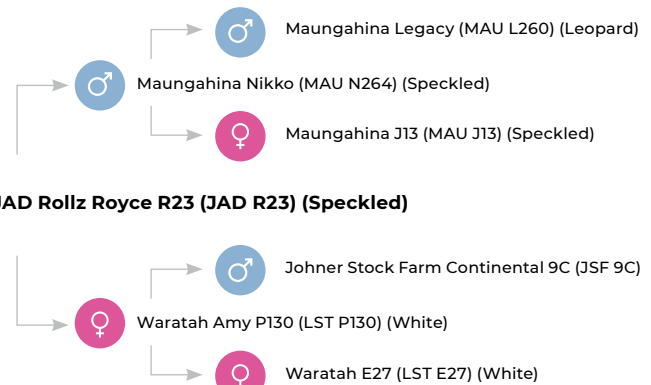 Maungahina Legacy (MAU L260) (Leopard)
Maungahina Nikko (MAU N264) (Speckled)
Maungahina J13 (MAU J13) (Speckled)
JAD Rollz Royce R23 (JAD R23) (Speckled)
Johner Stock Farm Continental 9C (JSF 9C)
Waratah Amy P130 (LST P130) (White)
Waratah E27 (LST E27) (White)